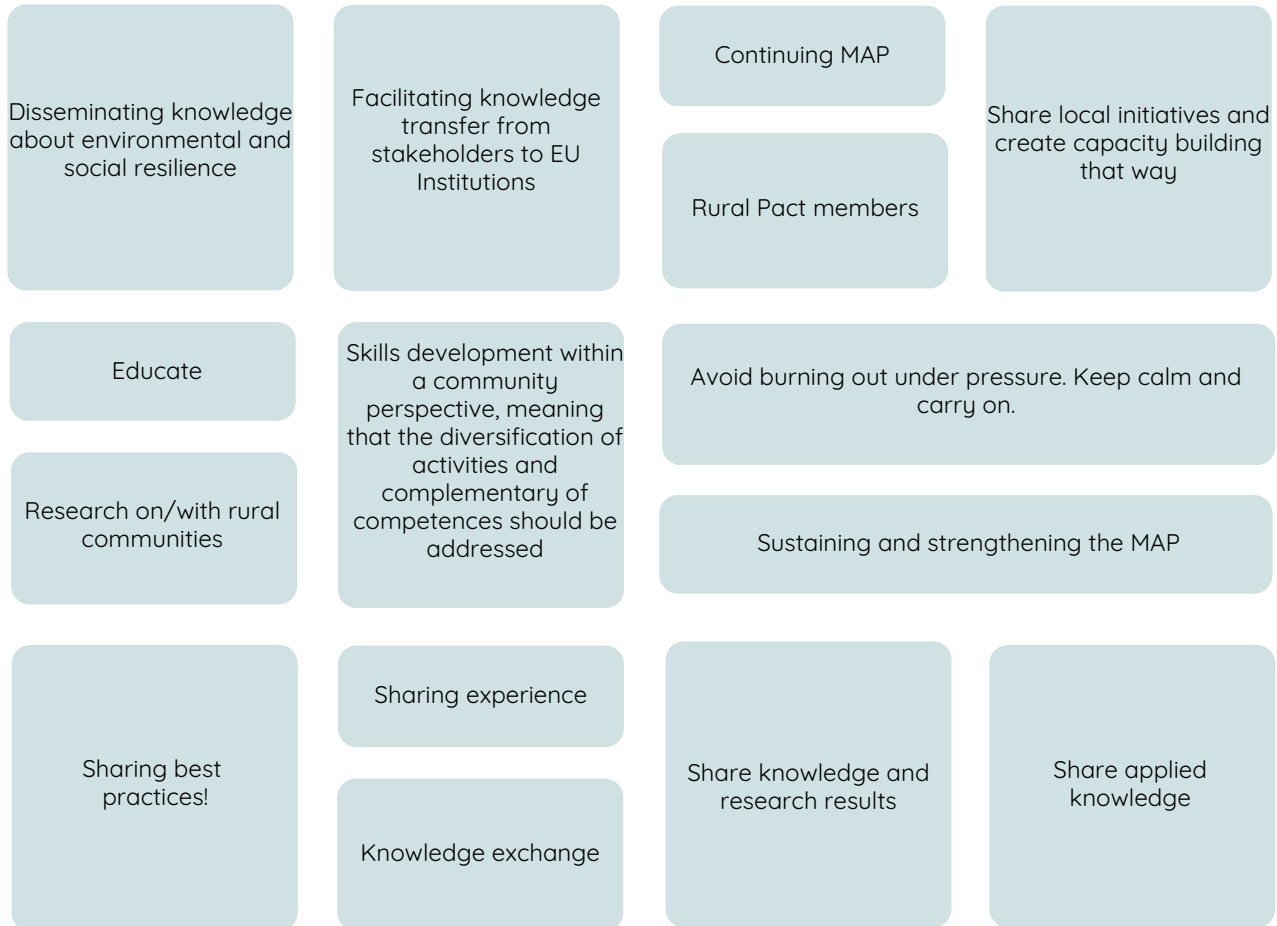 Disseminating knowledge
about environmental and
social resilience
Facilitating knowledge
transfer from
stakeholders to EU
Institutions
Continuing MAP
Rural Pact members
Share local initiatives and
create capacity building
that way
Educate
Research on/with rural
communities
Skills development within
a community
perspective, meaning
that the diversification of
activities and
complementary of
competences should be
addressed
Avoid burning out under pressure. Keep calm and
carry on.
Sustaining and strengthening the MAP
Sharing best
practices!
Sharing experience
Knowledge exchange
Share knowledge and
research results
Share applied
knowledge